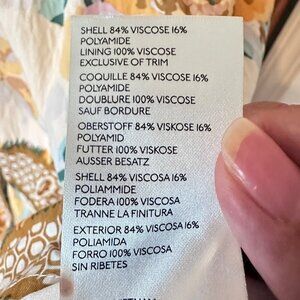 SHELL 84% VISCOSE 16%
POLYAMIDE
LINING 100% VISCOSE
EXCLUSIVE OF TRIM
COQUILLE 84% VISCOSE 16%
POLYAMIDE
DOUBLURE 100% VISCOSE
SAUF BORDURE
OBERSTOFF 84% VISKOSE 16%
POLYAMID
FUTTER 100% VISKOSE
AUSSER BESATZ
SHELL 84% VISCOSA 16%
POLIAMMIDE
FODERA 100% VISCOSA
TRANNE LA FINITURA
EXTERIOR 84% VISCOSA 16%
POLIAMIDA
FORRO 100% VISCOSA
SIN RIBETES